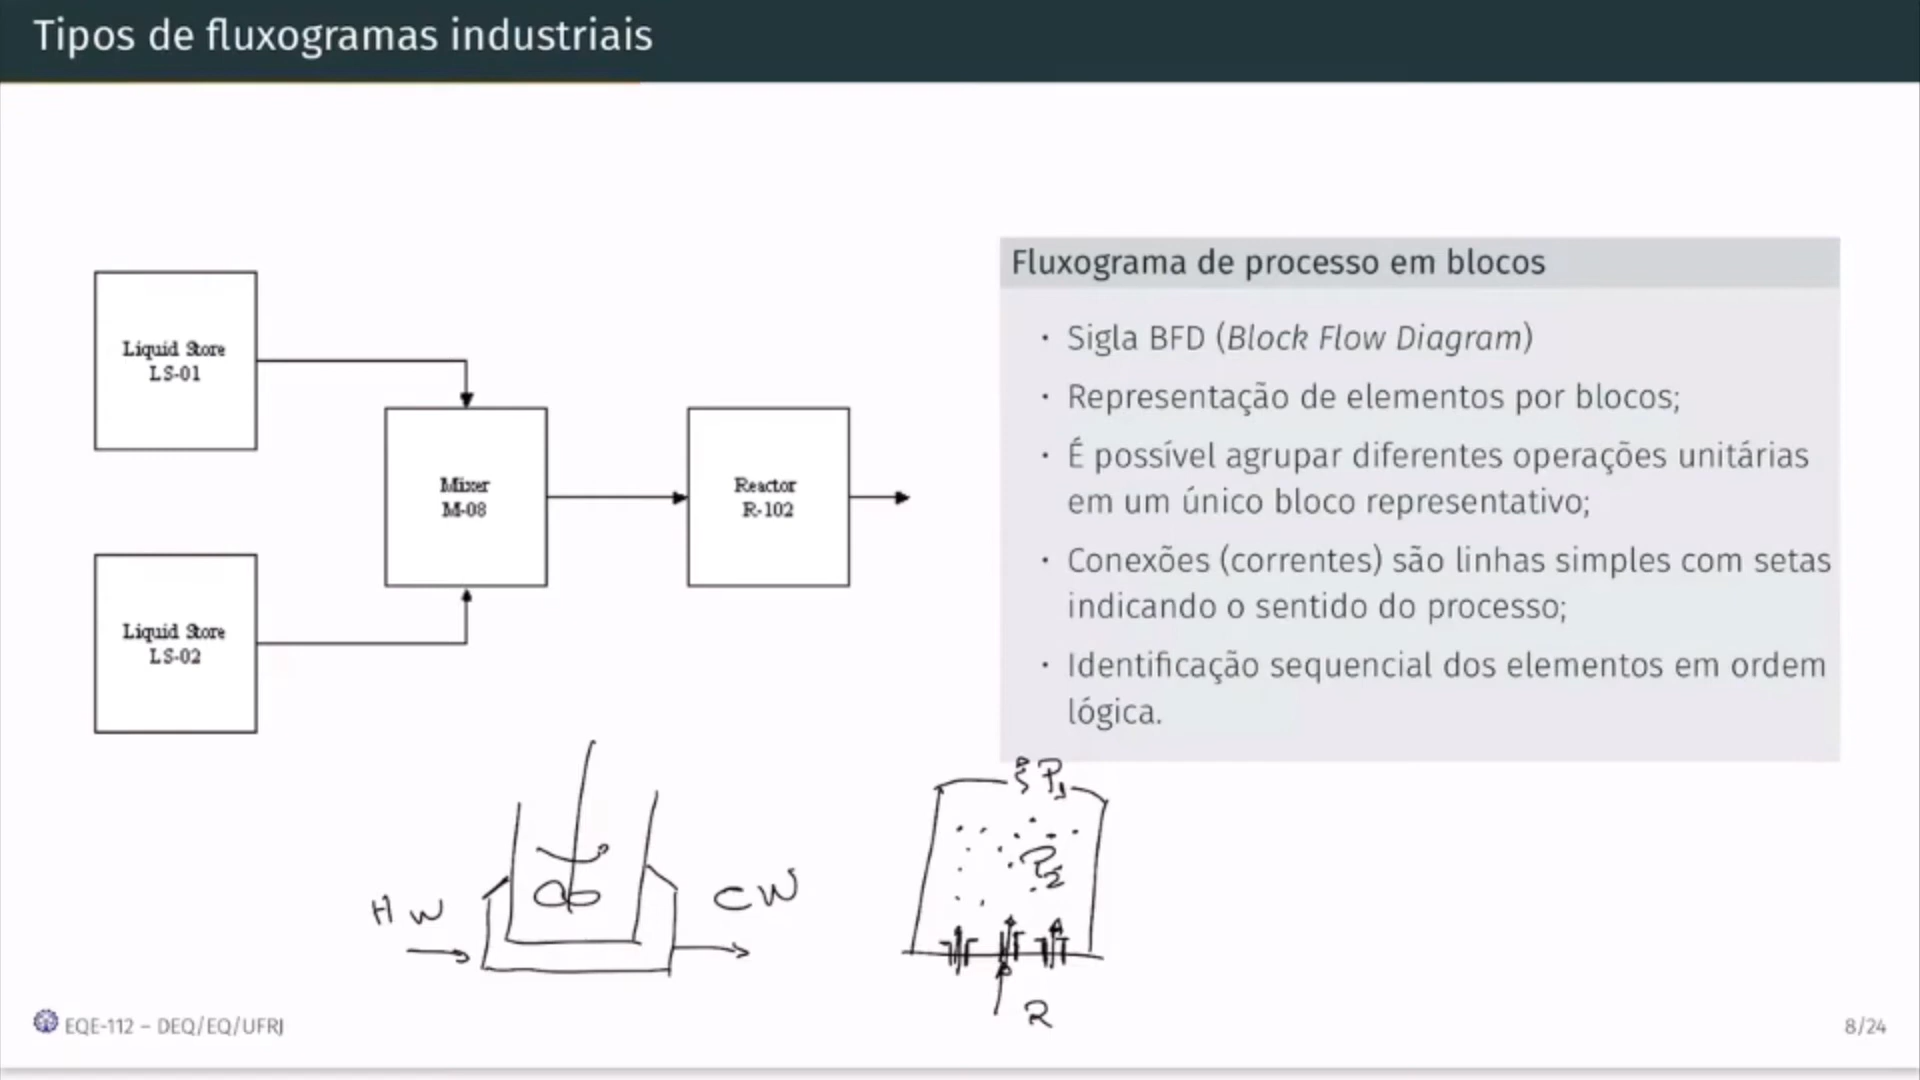 Tipos de fluxogramas industriais
Liquid Store
LS-01
Liquid Store
LS-02
Mixer
M-08
Reactor
R-102
Fluxograma de processo em blocos
· Sigla BFD (Block Flow Diagram)
· Representação de elementos por blocos;
· É possível agrupar diferentes operações unitárias
em um único bloco representativo;
· Conexões (correntes) são linhas simples com setas
indicando o sentido do processo;
· Identificação sequencial dos elementos em ordem
lógica.
HW
CW
P1
P2
R
EQE-112 – DEQ/EQ/UFRJ
8/24